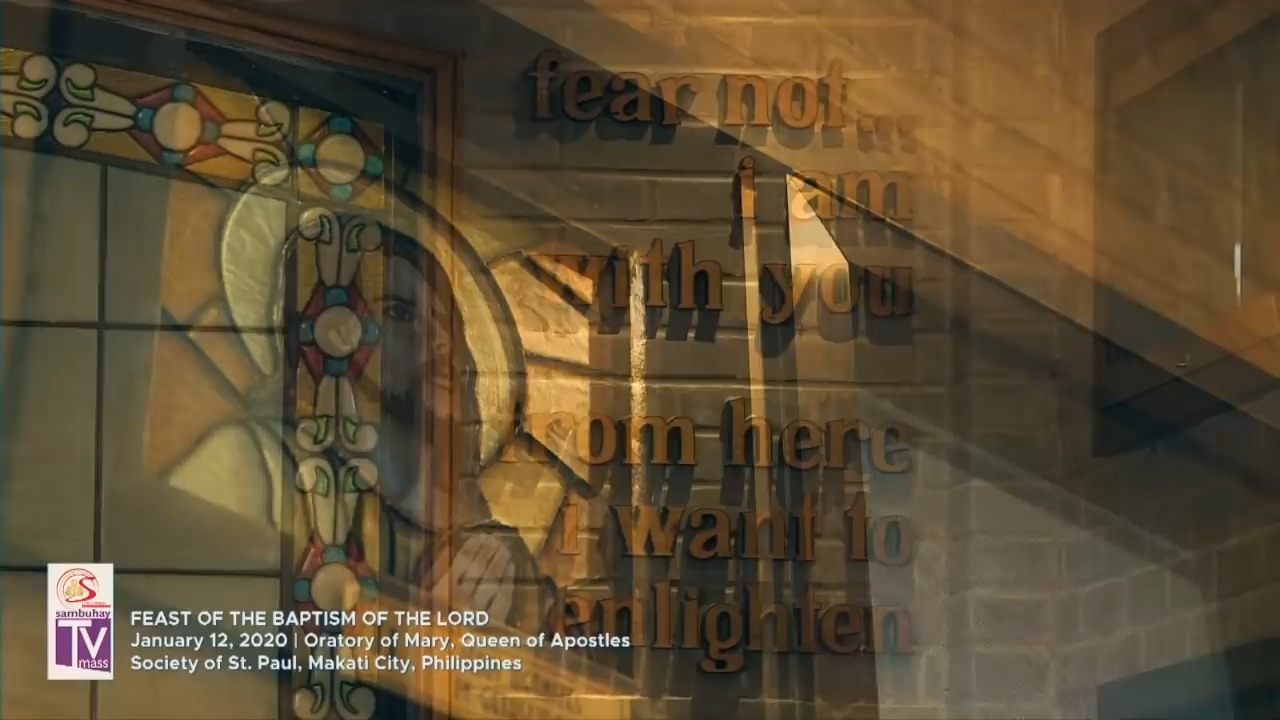 fear not...
i am
with you
from here
i want to
enlighten
sambuhay
TV
mass
FEAST OF THE BAPTISM OF THE LORD
January 12, 2020 | Oratory of Mary, Queen of Apostles
Society of St. Paul, Makati City, Philippines